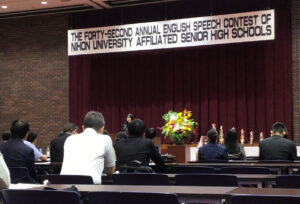 THE FORTY-SECOND ANNUAL ENGLISH SPEECH CONTEST OF
NIHON UNIVERSITY AFFILIATED SENIOR HIGH SCHOOLS